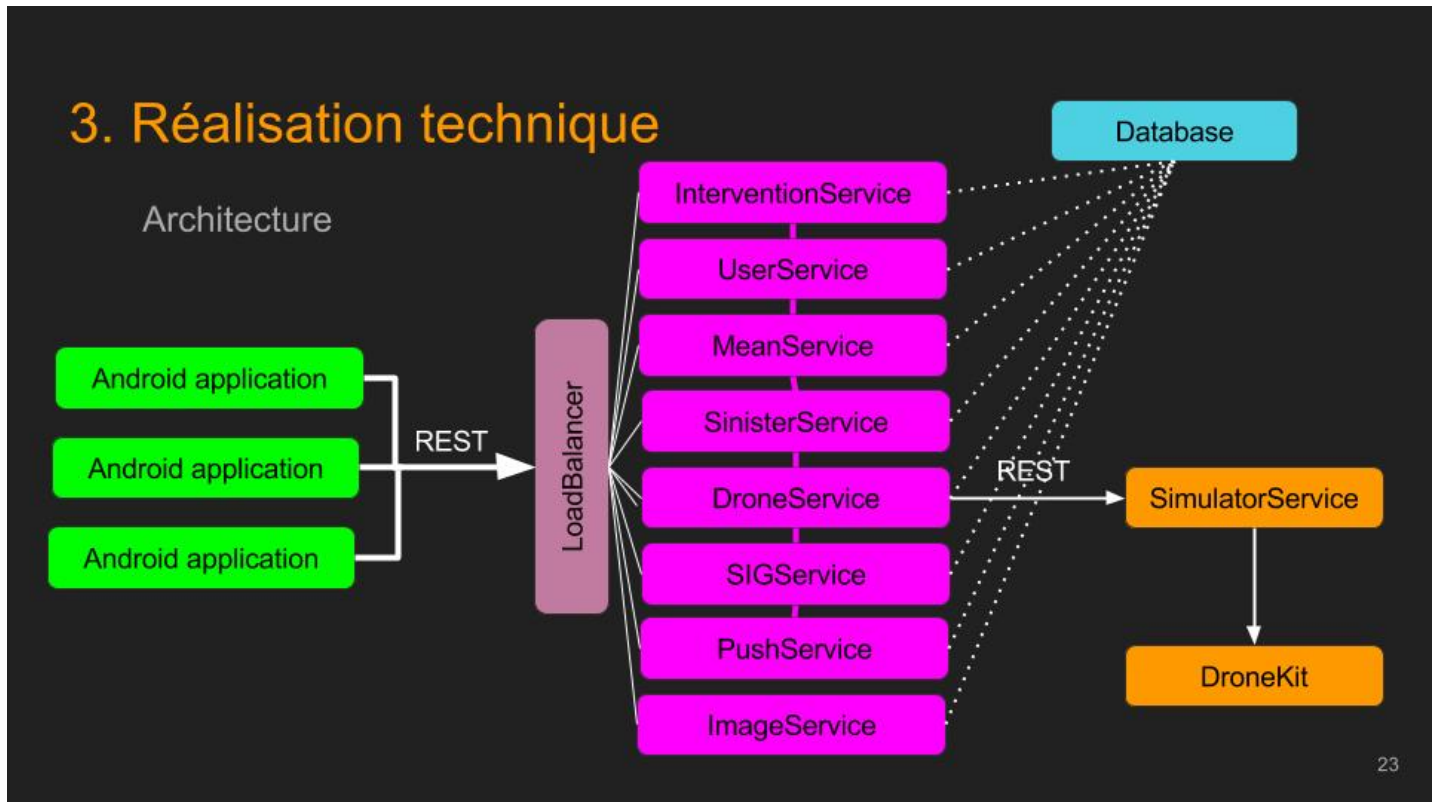 3. Réalisation technique
Architecture
Database
InterventionService
UserService
MeanService
SinisterService
DroneService
SIGService
PushService
ImageService
Android application
Android application
Android application
REST
LoadBalancer
REST
SimulatorService
DroneKit
23